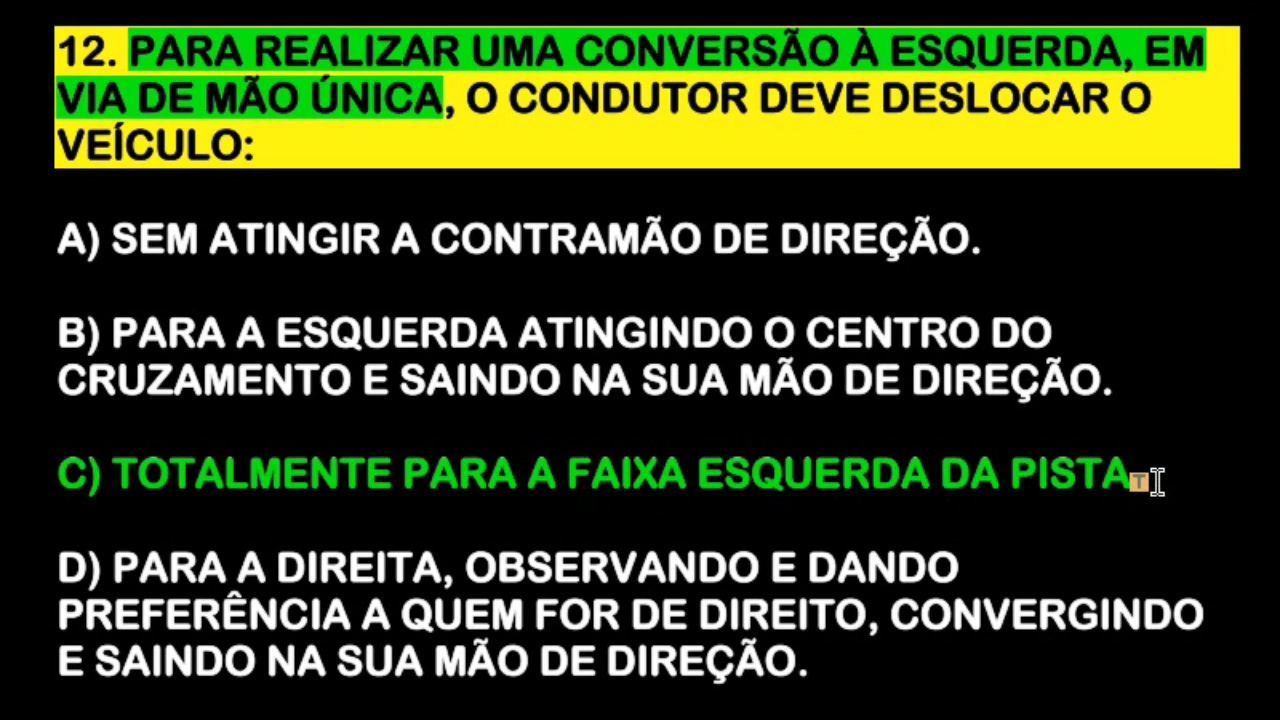 12. PARA REALIZAR UMA CONVERSÃO À ESQUERDA, EM
VIA DE MÃO ÚNICA, O CONDUTOR DEVE DESLOCAR O
VEÍCULO:
A) SEM ATINGIR A CONTRAMÃO DE DIREÇÃO.
B) PARA A ESQUERDA ATINGINDO O CENTRO DO
CRUZAMENTO E SAINDO NA SUA MÃO DE DIREÇÃO.
C) TOTALMENTE PARA A FAIXA ESQUERDA DA PISTA
T
D) PARA A DIREITA, OBSERVANDO E DANDO
PREFERÊNCIA A QUEM FOR DE DIREITO, CONVERGINDO
E SAINDO NA SUA MÃO DE DIREÇÃO.